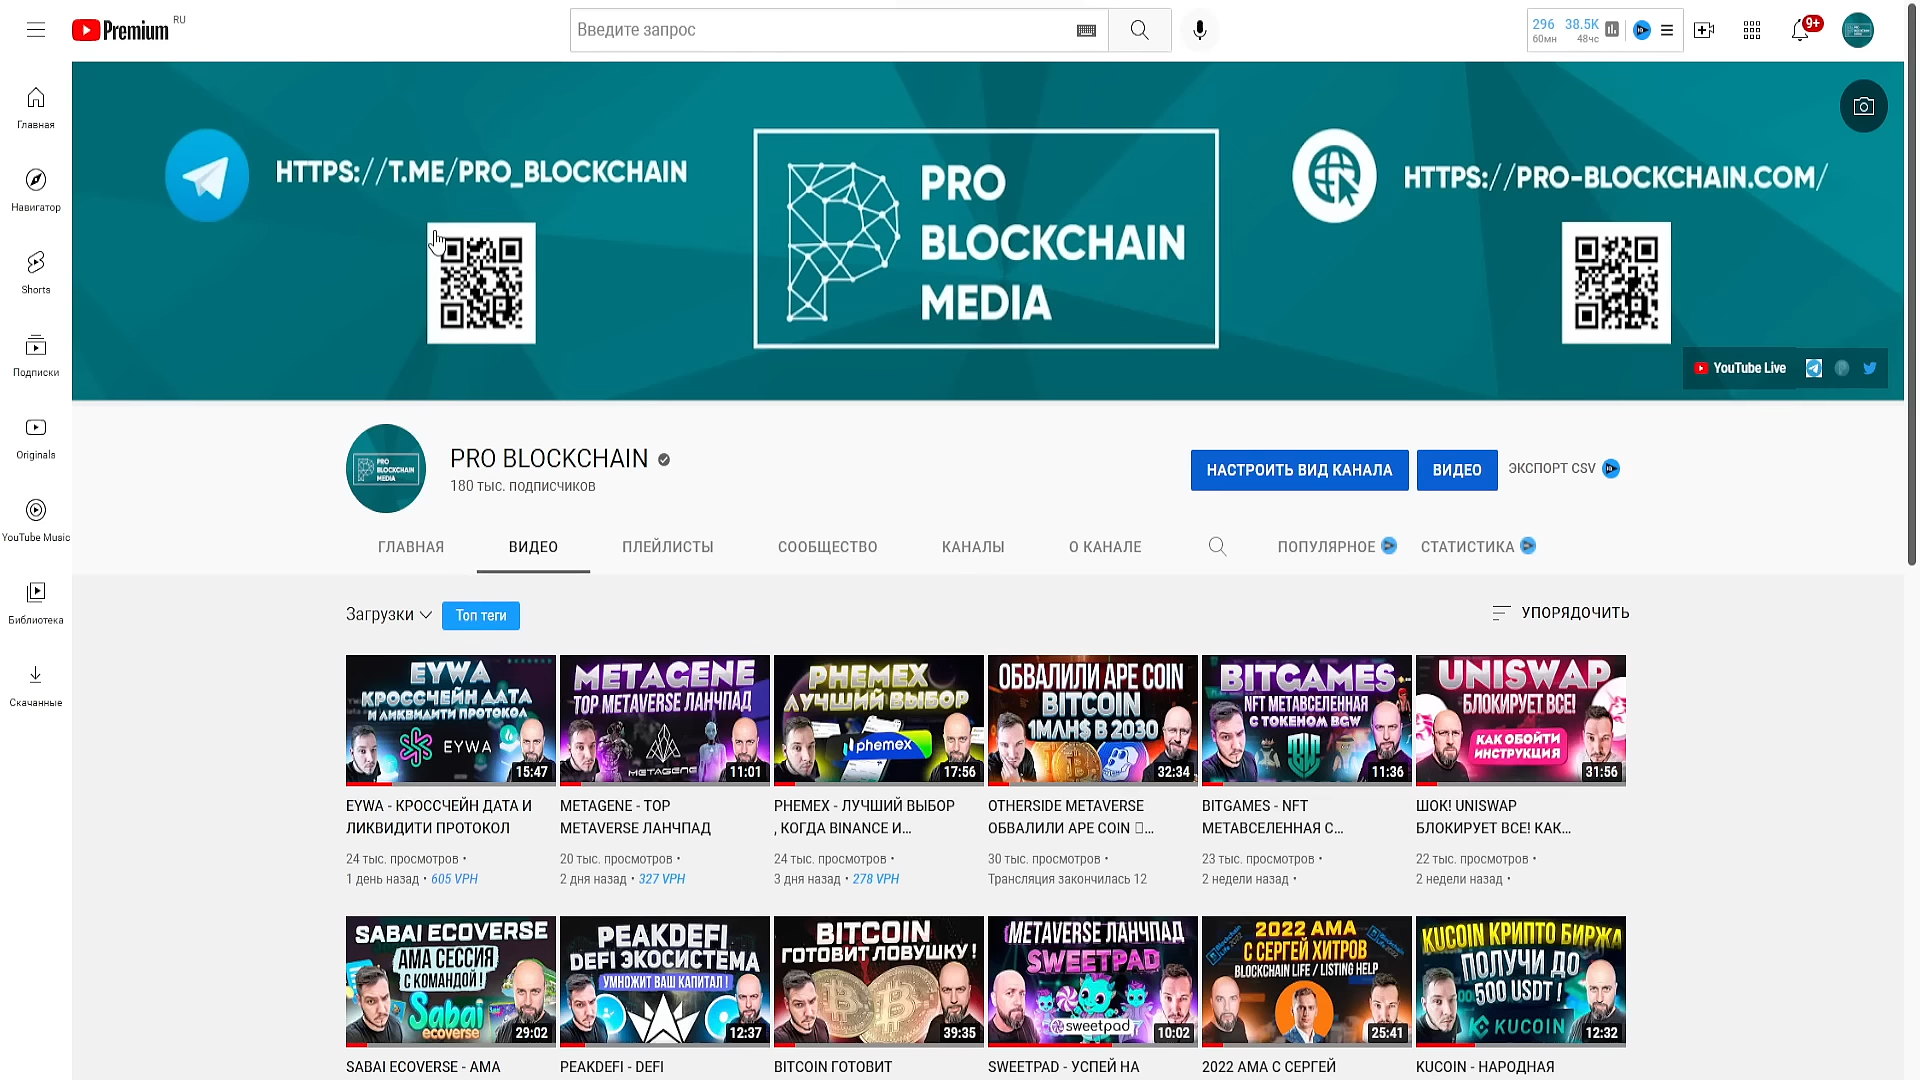 Premium
RU
Введите запрос
296 38.5K
60мн 48чс
9+
Главная
Навигатор
Shorts
Подписки
Originals
YouTube Music
Библиотека
Скачанные
HTTPS://T.ME/PRO_BLOCKCHAIN
PRO
BLOCKCHAIN
MEDIA
HTTPS://PRO-BLOCKCHAIN.COM/
YouTube Live
PRO
BLOCKCHAIN
MEDIA
PRO BLOCKCHAIN
180 тыс. подписчиков
НАСТРОИТЬ ВИД КАНАЛА
ВИДЕО
ЭКСПОРТ CSV
ГЛАВНАЯ ВИДЕО ПЛЕЙЛИСТЫ СООБЩЕСТВО КАНАЛЫ О КАНАЛЕ ПОПУЛЯРНОЕ СТАТИСТИКА
Загрузки
Топ теги
УПОРЯДОЧИТЬ
EYWA
КРОССЧЕЙН ДАТА
И ЛИКВИДИТИ ПРОТОКОЛ
EYWA
15:47
EYWA - КРОССЧЕЙН ДАТА И
ЛИКВИДИТИ ПРОТОКОЛ
24 тыс. просмотров •
1 день назад • 605 VPH
METAGENE
TOP METAVERSE ЛАНЧПАД
METAGENE
11:01
METAGENE - TOP
METAVERSE ЛАНЧПАД
20 тыс. просмотров •
2 дня назад • 327 VPH
PHEMEX
ЛУЧШИЙ ВЫБОР
phemex
17:56
PHEMEX - ЛУЧШИЙ ВЫБОР
, КОГДА BINANCE И...
24 тыс. просмотров •
3 дня назад • 278 VPH
ОБВАЛИЛИ APE COIN
BITCOIN
1МЛН$ В 2030
32:34
OTHERSIDE METAVERSE
ОБВАЛИЛИ APE COIN ...
30 тыс. просмотров •
Трансляция закончилась 12
BITGAMES
NFT МЕТАВСЕЛЕННАЯ
С ТОКЕНОМ BGW
11:36
BITGAMES - NFT
МЕТАВСЕЛЕННАЯ С...
23 тыс. просмотров •
2 недели назад •
UNISWAP
БЛОКИРУЕТ ВСЕ!
КАК ОБОЙТИ
ИНСТРУКЦИЯ
31:56
ШОК! UNISWAP
БЛОКИРУЕТ ВСЕ! КАК...
22 тыс. просмотров •
2 недели назад •
SABAI ECOVERSE
АМА СЕССИЯ
С КОМАНДОЙ!
Sabai
ecoverse
29:02
SABAI ECOVERSE - AMA
PEAKDEFI
DEFI ЭКОСИСТЕМА
УМНОЖИТ ВАШ КАПИТАЛ!
12:37
PEAKDEFI - DEFI
BITCOIN
ГОТОВИТ ЛОВУШКУ!
39:35
BITCOIN ГОТОВИТ
METAVERSE ЛАНЧПАД
SWEETPAD
sweetpad
10:02
SWEETPAD - УСПЕЙ НА
2022 АМА
С СЕРГЕЙ ХИТРОВ
BLOCKCHAIN LIFE / LISTING HELP
25:41
2022 АМА С СЕРГЕЙ
KUCOIN КРИПТО БИРЖА
ПОЛУЧИ ДО
500 USDT!
KUCOIN
12:32
KUCOIN - НАРОДНАЯ